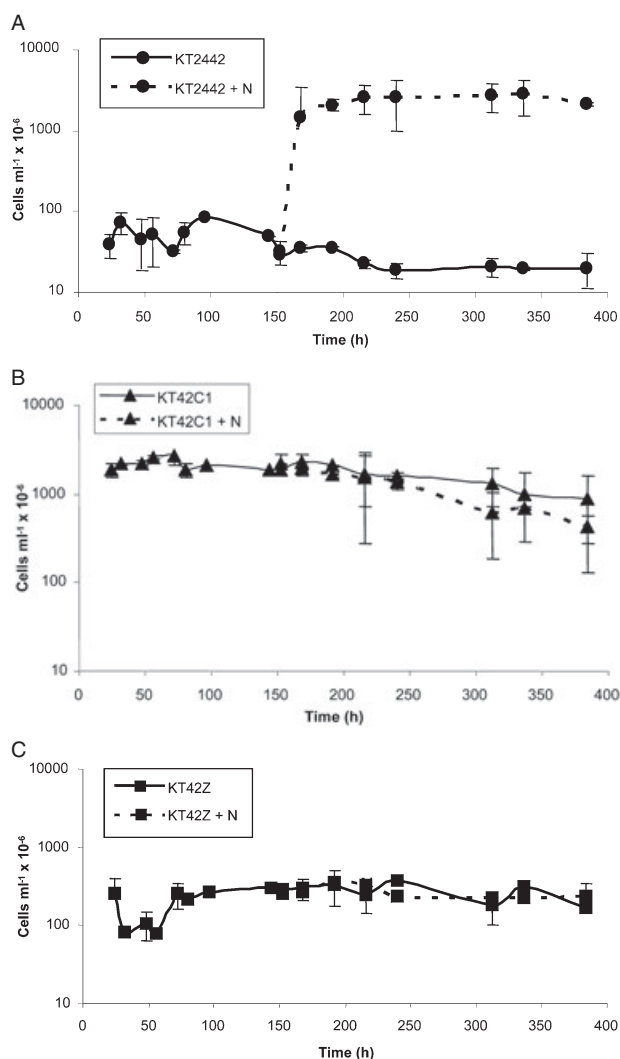 A
10000
1000
100
10
Cells ml⁻¹ x 10⁻⁶
KT2442
KT2442 + N
0 50 100 150 200 250 300 350 400
Time (h)
B
10000
1000
100
10
Cells ml⁻¹ x 10⁻⁶
KT42C1
KT42C1 + N
0 50 100 150 200 250 300 350 400
Time (h)
C
10000
1000
100
10
Cells ml⁻¹ x 10⁻⁶
KT42Z
KT42Z + N
0 50 100 150 200 250 300 350 400
Time (h)